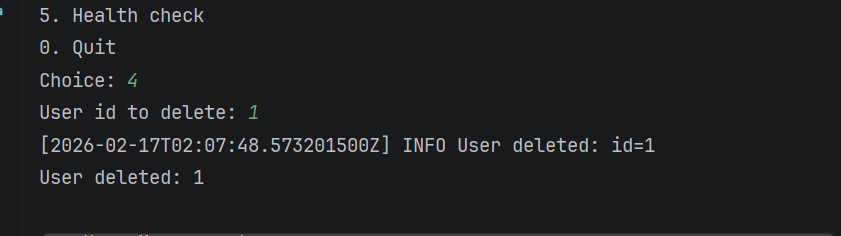 5. Health check
0. Quit
Choice: 4
User id to delete: 1
[2026-02-17T02:07:48.573201500Z] INFO User deleted: id=1
User deleted: 1